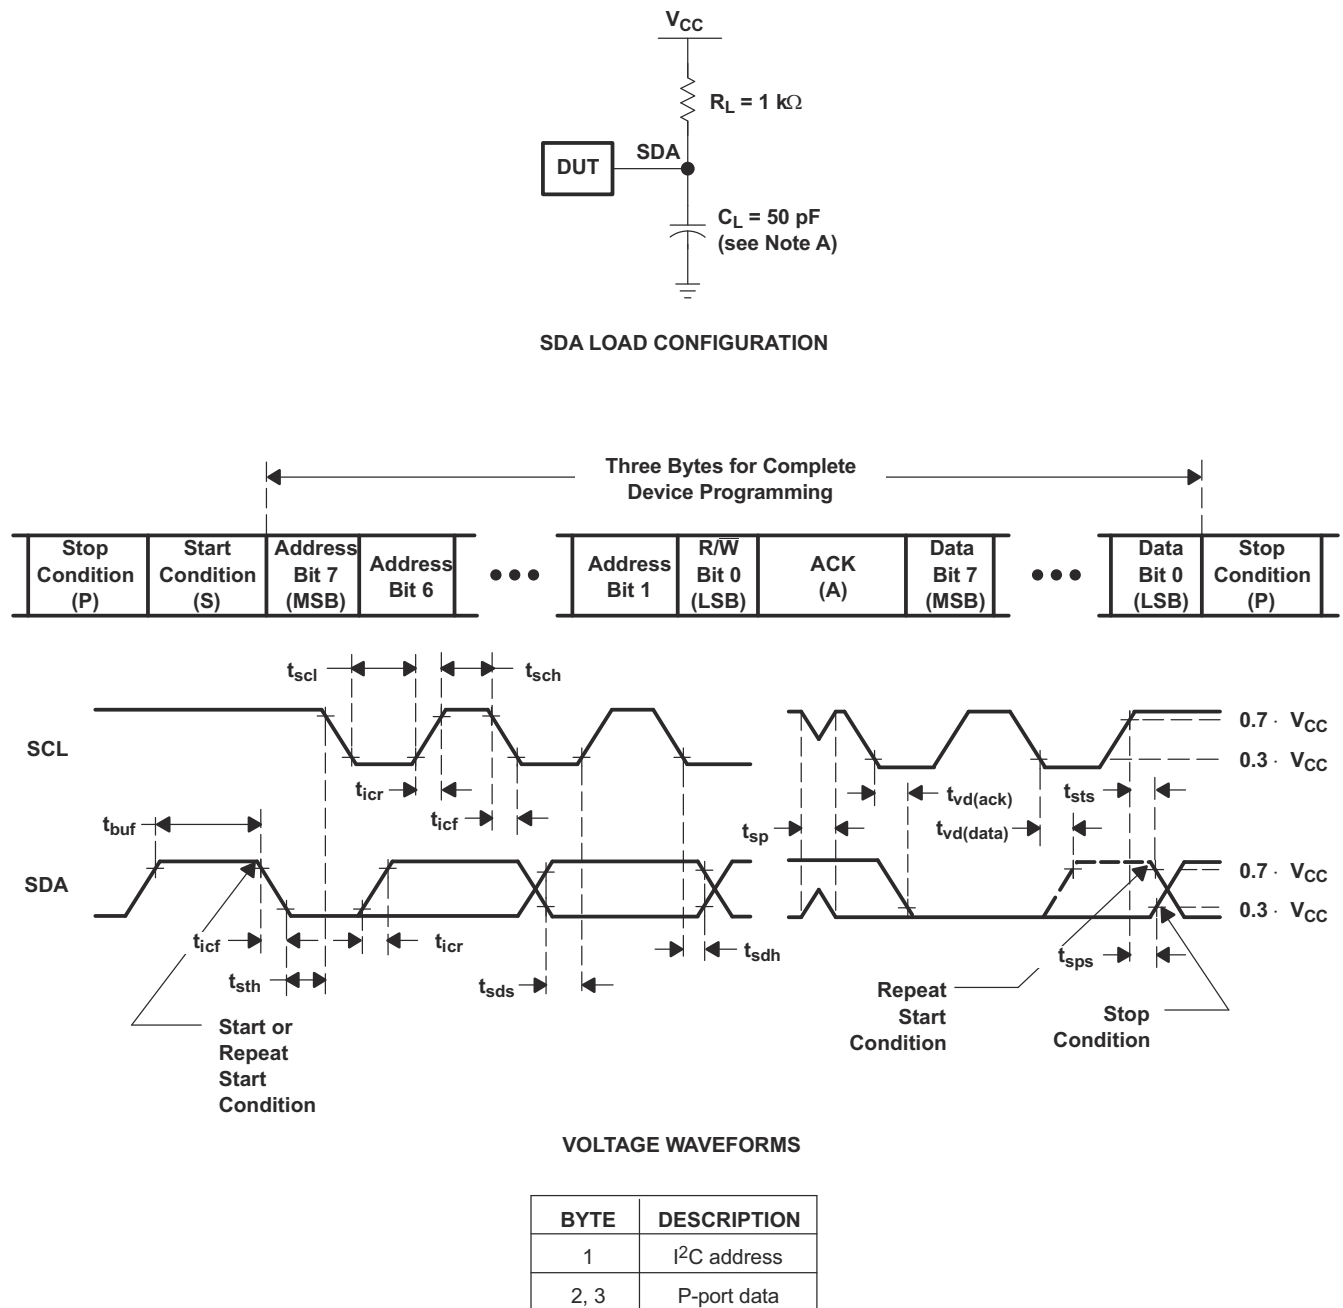 VCC
RL = 1 kΩ
SDA
DUT
CL = 50 pF
(see Note A)
SDA LOAD CONFIGURATION
Three Bytes for Complete
Device Programming
Stop
Condition
(P)
Start
Condition
(S)
Address
Bit 7
(MSB)
Address
Bit 6
•••
Address
Bit 1
R/W̅
Bit 0
(LSB)
ACK
(A)
Data
Bit 7
(MSB)
•••
Data
Bit 0
(LSB)
Stop
Condition
(P)
tscl
tsch
SCL
0.7 · VCC
0.3 · VCC
ticr
ticf
tbuf
tsp
tvd(ack)
tvd(data)
tsts
SDA
0.7 · VCC
0.3 · VCC
ticf
ticr
tsth
tsds
tsdh
tsps
Start or
Repeat
Start
Condition
Repeat
Start
Condition
Stop
Condition
VOLTAGE WAVEFORMS
BYTE DESCRIPTION
1 I²C address
2, 3 P-port data